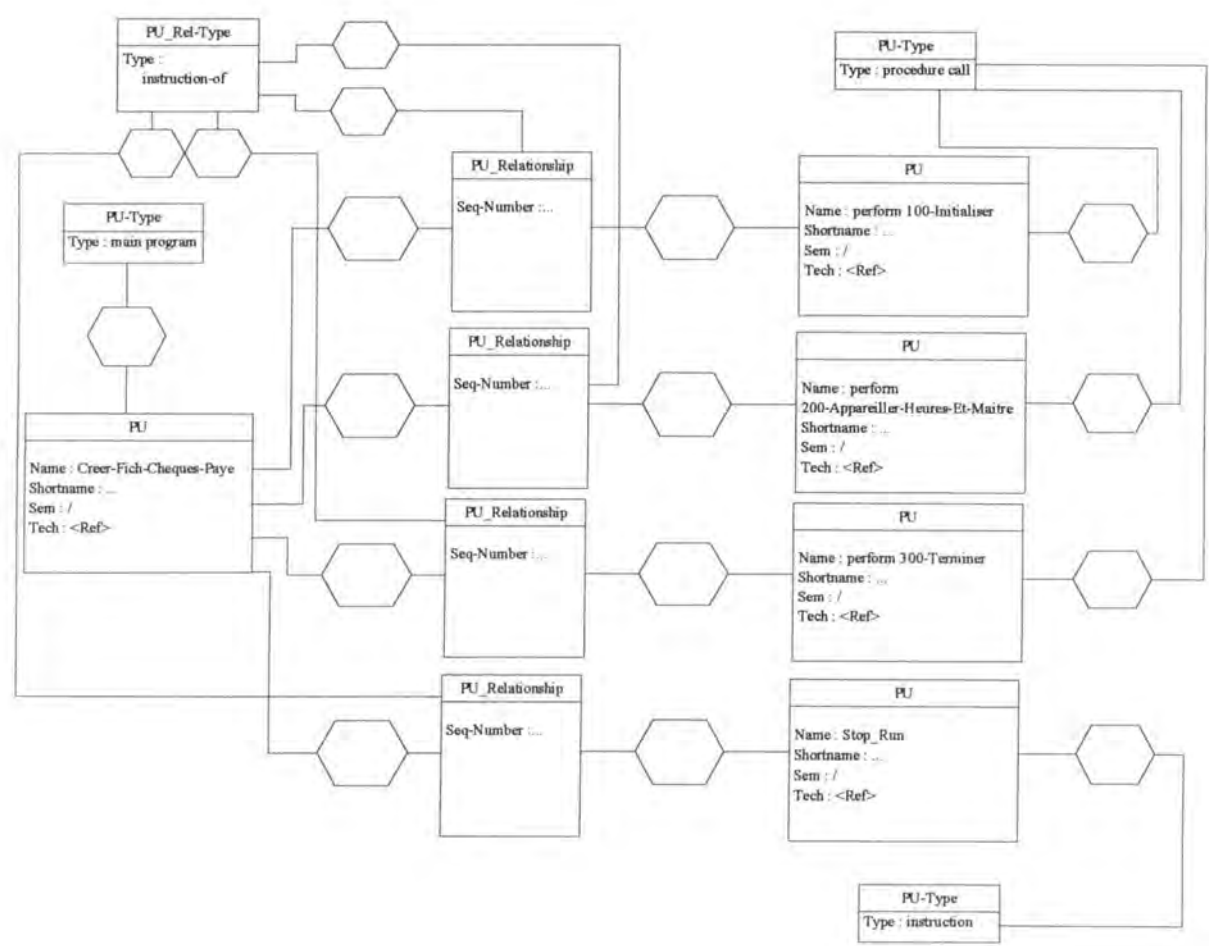 PU_Rel-Type
Type :
instruction-of
PU-Type
Type : procedure call
PU_Relationship
Seq-Number :...
PU
Name : perform 100-Initialiser
Shortname : ...
Sem : /
Tech : <Ref>
PU-Type
Type : main program
PU_Relationship
Seq-Number :...
PU
Name : perform
200-Appareiller-Heures-Et-Maitre
Shortname : ...
Sem : /
Tech : <Ref>
PU
Name : Creer-Fich-Cheques-Paye
Shortname : ...
Sem : /
Tech : <Ref>
PU_Relationship
Seq-Number :...
PU
Name : perform 300-Terminer
Shortname : ...
Sem : /
Tech : <Ref>
PU_Relationship
Seq-Number :...
PU
Name : Stop_Run
Shortname : ...
Sem : /
Tech : <Ref>
PU-Type
Type : instruction